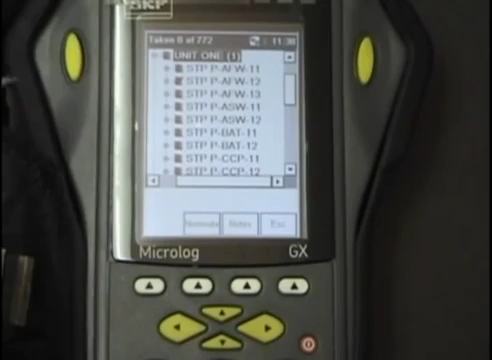 SKF
Taken 0 of 772 11:30
UNIT ONE (1)
STP P-AFW-11
STP P-AFW-12
STP P-AFW-13
STP P-ASW-11
STP P-ASW-12
STP P-BAT-11
STP P-BAT-12
STP P-CCP-11
STP P-CCP-12
Notes Esc
Microlog GX